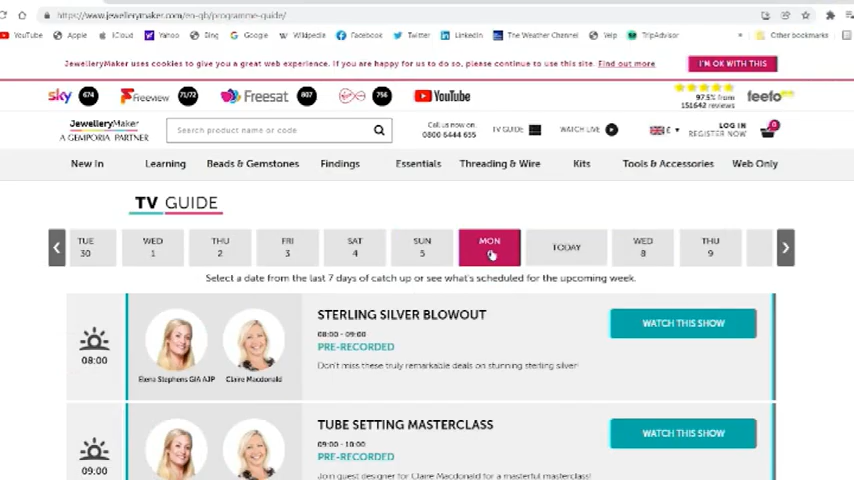 https://www.jewellerymaker.com/en-gb/programme-guide/
YouTube Apple iCloud Yahoo Bing Google Wikipedia Facebook Twitter LinkedIn The Weather Channel Yelp TripAdvisor » Other bookmarks
JewelleryMaker uses cookies to give you a great web experience. If you are happy for us to do so, please continue to use this site. Find out more
I'M OK WITH THIS
sky 674 Freeview 71/72 Freesat 807 756 YouTube
97.5% from
151642 reviews
feefo
JewelleryMaker
A GEMPORIA PARTNER
Search product name or code
Call us now on.
0800 6444 655
TV GUIDE
WATCH LIVE
£
LOG IN
REGISTER NOW
0
New In Learning Beads & Gemstones Findings Essentials Threading & Wire Kits Tools & Accessories Web Only
TV GUIDE
TUE WED THU FRI SAT SUN MON TODAY WED THU
30 1 2 3 4 5 8 9
Select a date from the last 7 days of catch up or see what's scheduled for the upcoming week.
08:00
Elena Stephens GIA AJP Claire Macdonald
STERLING SILVER BLOWOUT
08:00 - 09:00
PRE-RECORDED
Don't miss these truly remarkable deals on stunning sterling silver!
WATCH THIS SHOW
09:00
TUBE SETTING MASTERCLASS
09:00 - 10:00
PRE-RECORDED
Join guest designer for Claire Macdonald for a masterful masterclass!
WATCH THIS SHOW